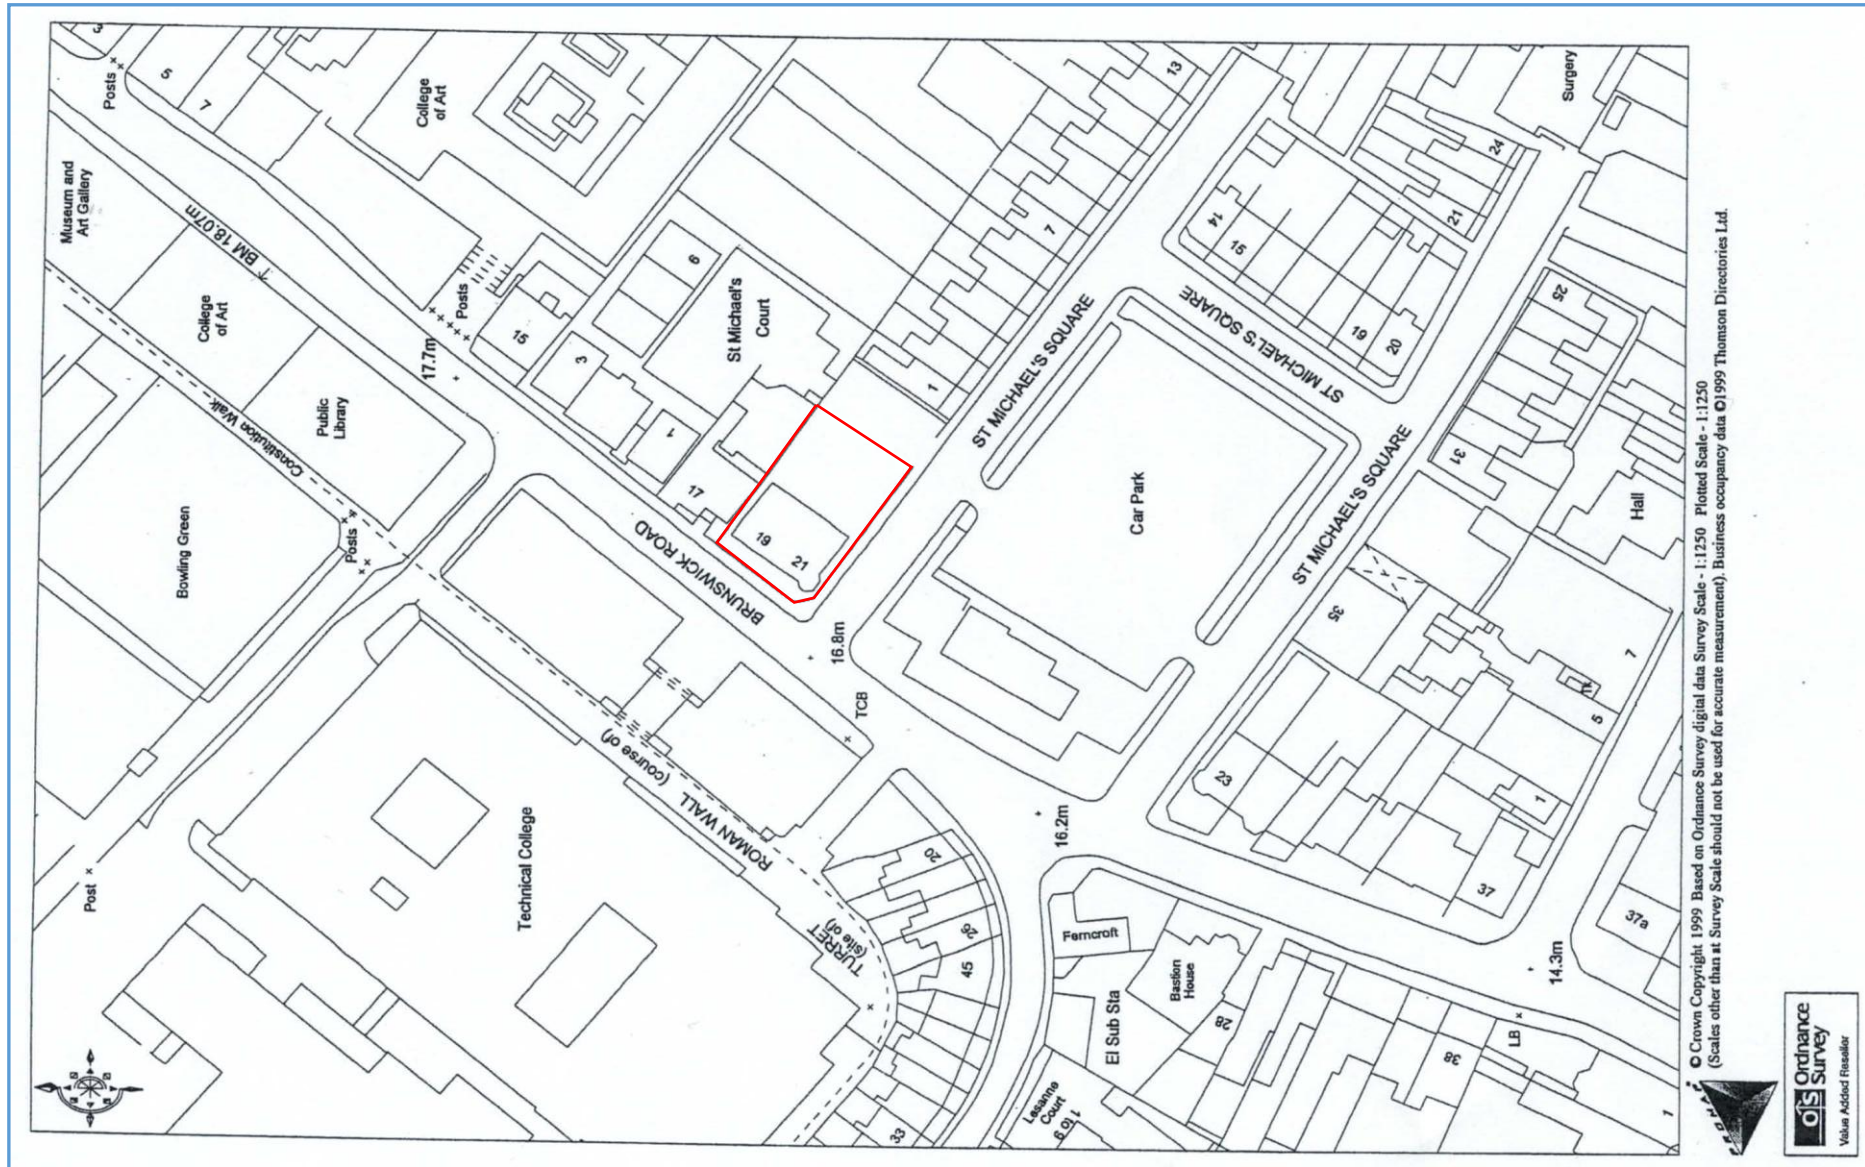 3
Posts
5
7
College
of Art
Museum and
Art Gallery
BM 18.07m
College
of Art
Constitution Walk
Public
Library
Bowling Green
Posts
17.7m
Posts
15
3
6
St Michael's
Court
1
17
19
21
BRUNSWICK ROAD
16.8m
TCB
13
7
1
ST MICHAEL'S SQUARE
14
15
ST MICHAEL'S SQUARE
19
20
21
24
Surgery
25
31
Hall
Car Park
ST MICHAEL'S SQUARE
35
7
5
1
23
37
37a
16.2m
14.3m
Post
Technical College
ROMAN WALL
(course of)
TURRET
(site of)
20
26
45
33
Ferncroft
El Sub Sta
Bastion
House
28
38
LB
1
Lesanne
Court
1 to 9
© Crown Copyright 1999 Based on Ordnance Survey digital data Survey Scale - 1:1250 Plotted Scale - 1:1250
(Scales other than at Survey Scale should not be used for accurate measurement). Business occupancy data ©1999 Thomson Directories Ltd.
PROMAP
OS Ordnance
Survey
Value Added Reseller